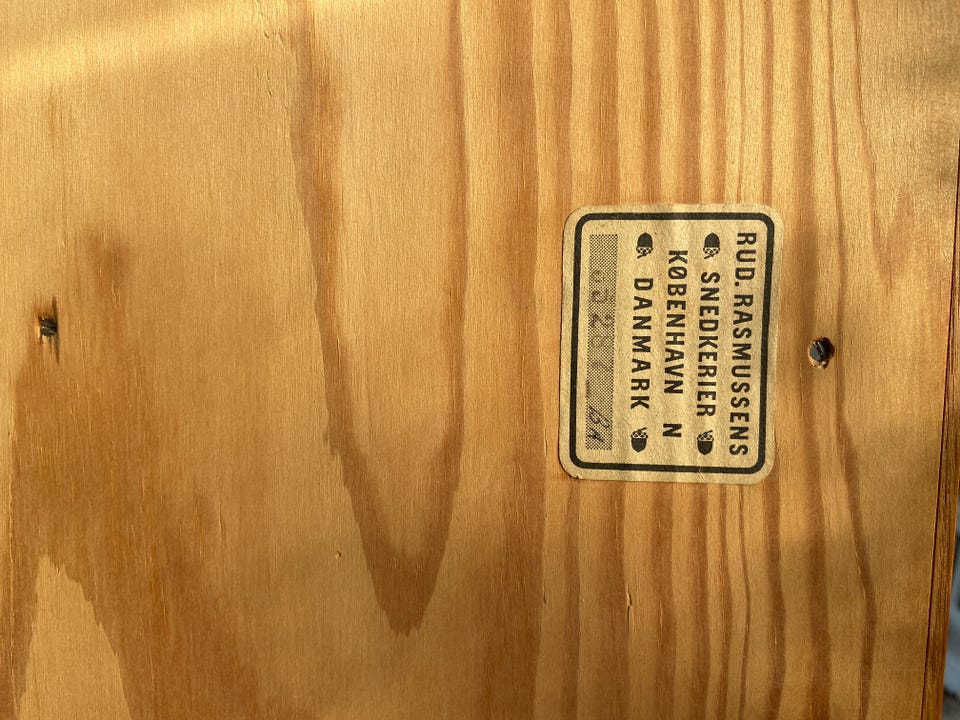 RUD. RASMUSSENS
SNEDKERIER
KØBENHAVN N
DANMARK